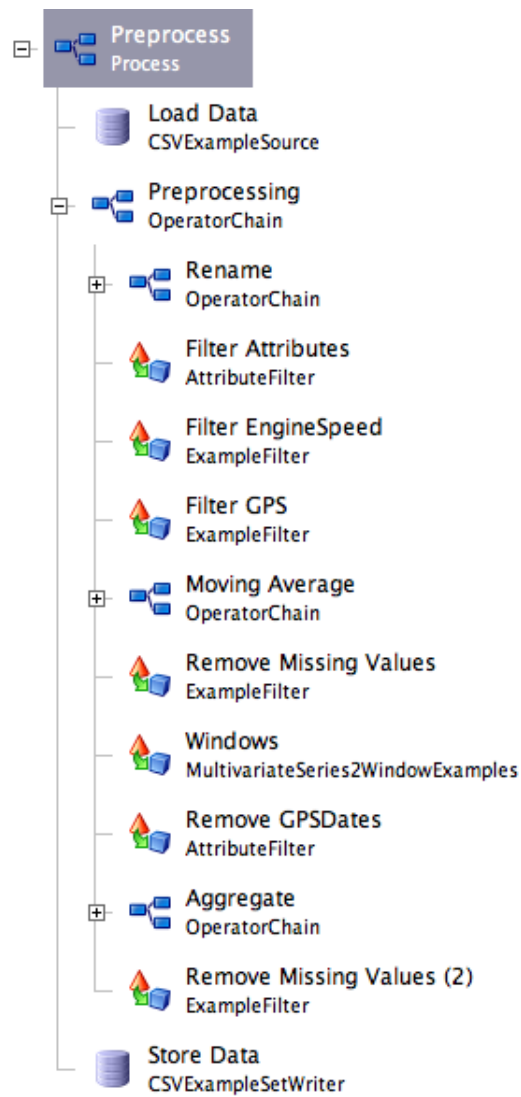 Preprocess
Process
Load Data
CSVExampleSource
Preprocessing
OperatorChain
Rename
OperatorChain
Filter Attributes
AttributeFilter
Filter EngineSpeed
ExampleFilter
Filter GPS
ExampleFilter
Moving Average
OperatorChain
Remove Missing Values
ExampleFilter
Windows
MultivariateSeries2WindowExamples
Remove GPSDates
AttributeFilter
Aggregate
OperatorChain
Remove Missing Values (2)
ExampleFilter
Store Data
CSVExampleSetWriter